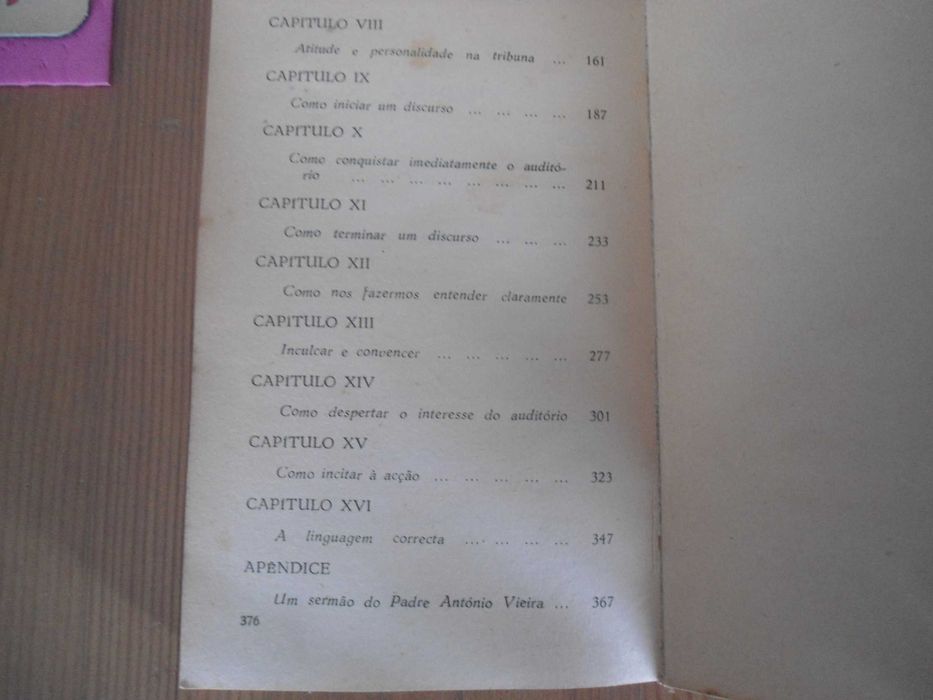 CAPITULO VIII
Atitude e personalidade na tribuna ... 161
CAPITULO IX
Como iniciar um discurso ... ... ... ... 187
CAPITULO X
Como conquistar imediatamente o auditó-
rio ... ... ... ... ... ... ... ... 211
CAPITULO XI
Como terminar um discurso ... ... ... 233
CAPITULO XII
Como nos fazermos entender claramente 253
CAPITULO XIII
Inculcar e convencer ... ... ... ... ... 277
CAPITULO XIV
Como despertar o interesse do auditório 301
CAPITULO XV
Como incitar à acção ... ... ... ... ... 323
CAPITULO XVI
A linguagem correcta ... ... ... ... 347
APÊNDICE
Um sermão do Padre António Vieira ... 367
376